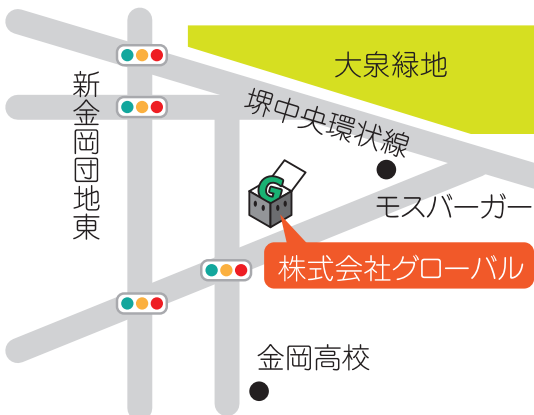 大泉緑地
新金岡団地東
堺中央環状線
モスバーガー
G
株式会社グローバル
金岡高校